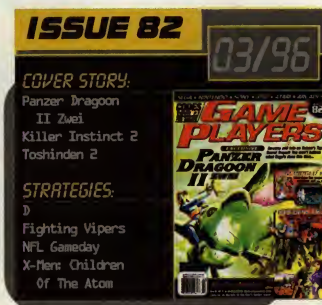 ISSUE 82
03/96
COVER STORY:
Panzer Dragoon
II Zwei
Killer Instinct 2
Toshinden 2
STRATEGIES:
D
Fighting Vipers
NFL Gameday
X-Men: Children
Of The Atom
GAME
PLAYERS
PANZER
DRAGOON
II ZWEI